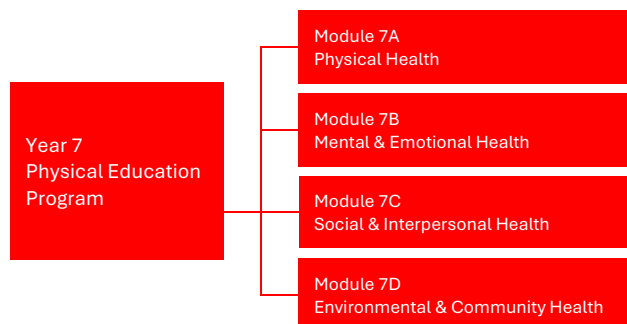 Year 7
Physical Education
Program
Module 7A
Physical Health
Module 7B
Mental & Emotional Health
Module 7C
Social & Interpersonal Health
Module 7D
Environmental & Community Health